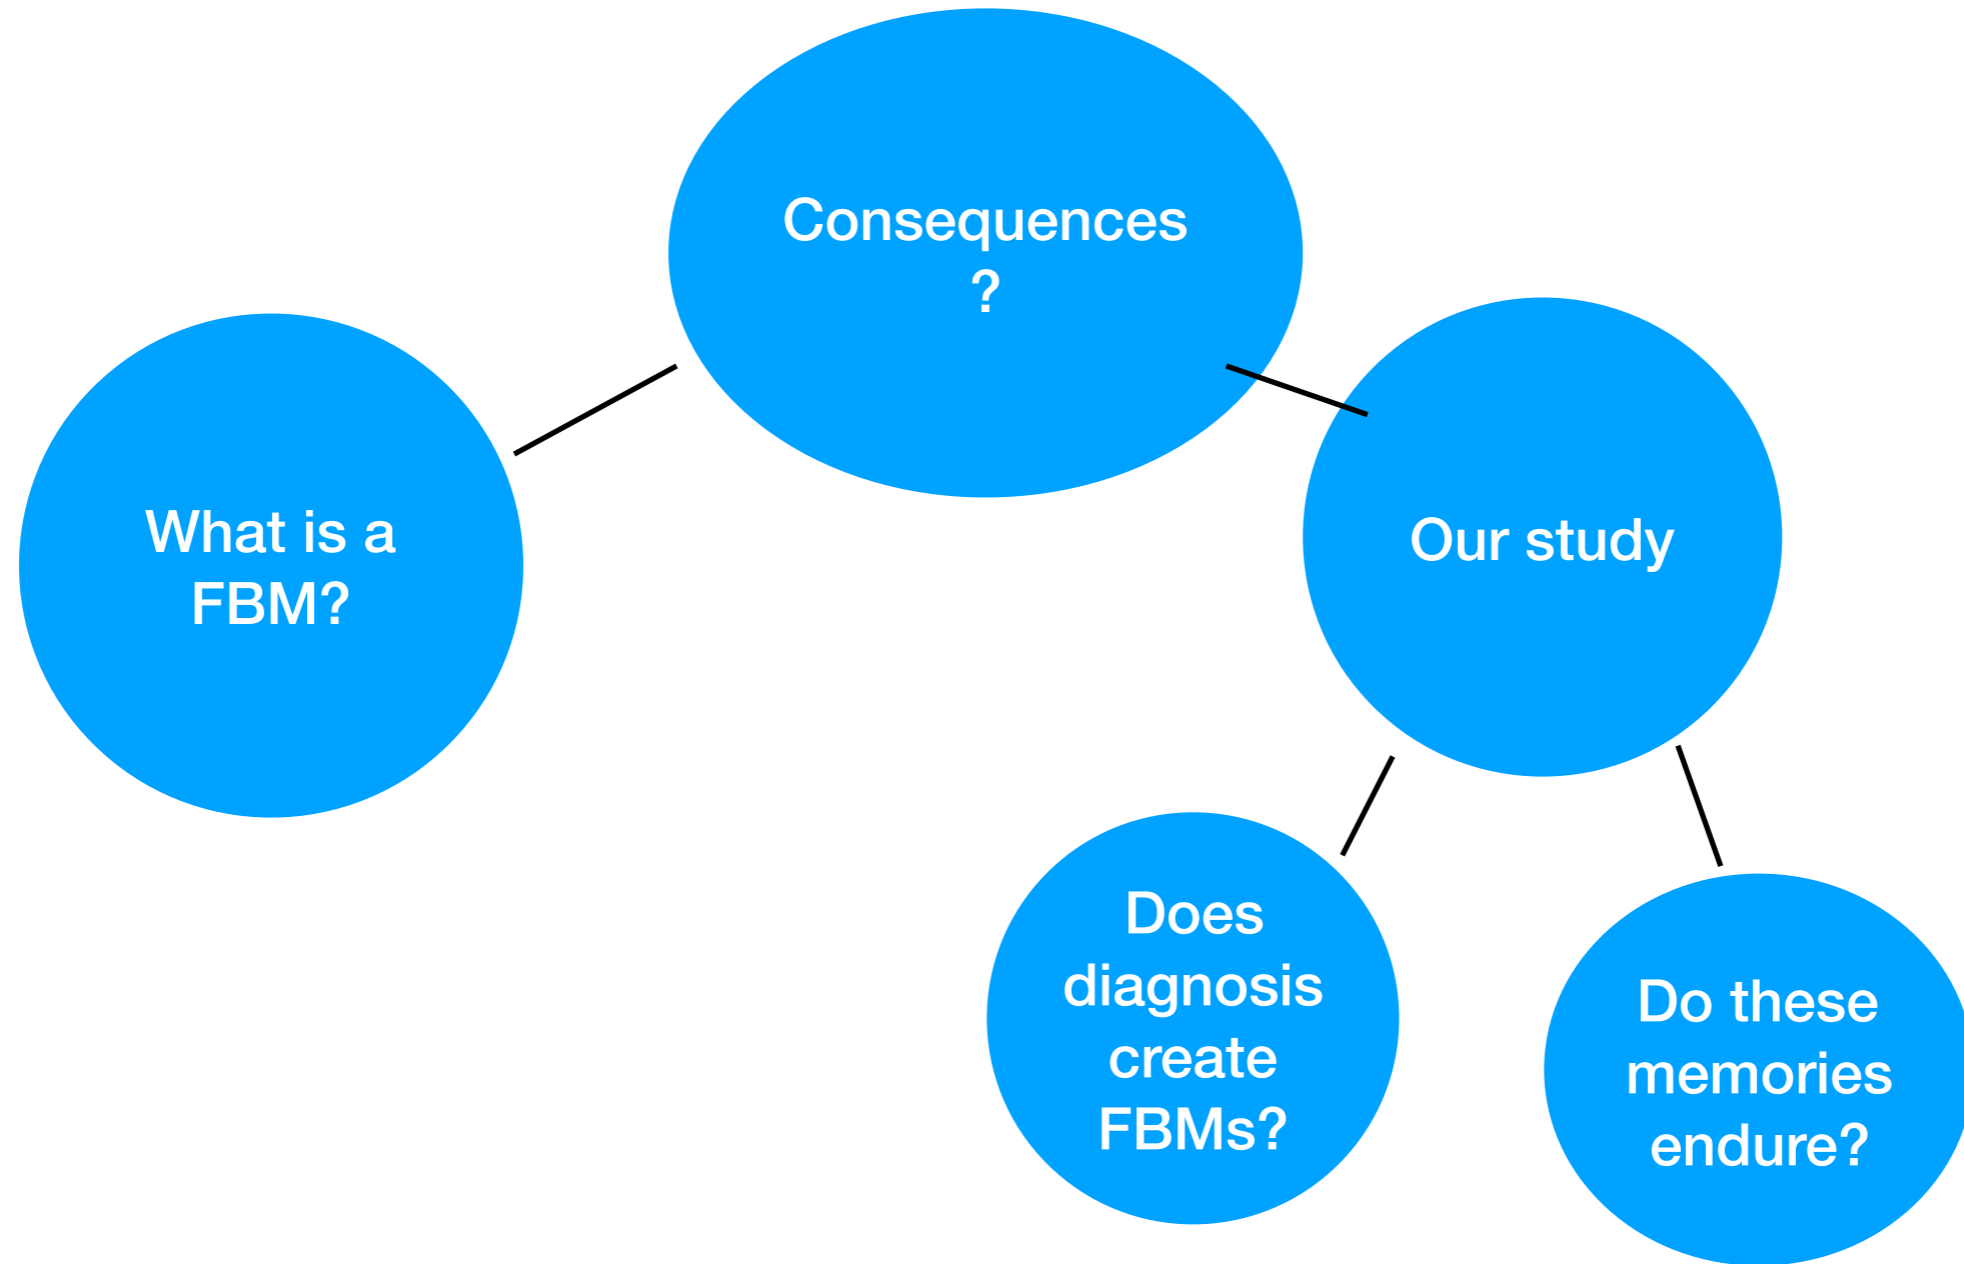 Consequences
?
What is a
FBM?
Our study
Does
diagnosis
create
FBMs?
Do these
memories
endure?